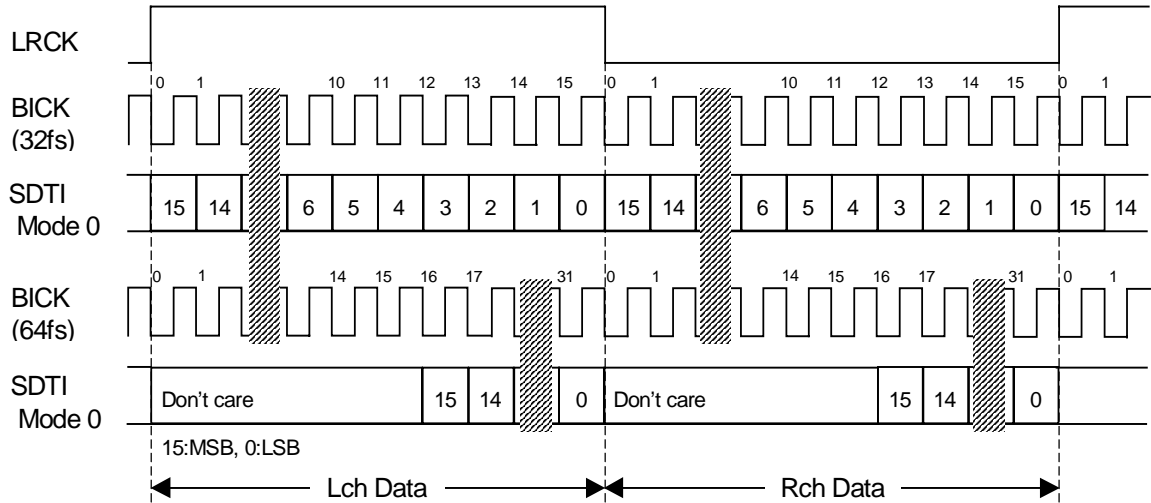 LRCK
0 1 10 11 12 13 14 15 0 1 10 11 12 13 14 15 0 1
BICK
(32fs)
SDTI
Mode 0
15 14 6 5 4 3 2 1 0 15 14 6 5 4 3 2 1 0 15 14
0 1 14 15 16 17 31 0 1 14 15 16 17 31 0 1
BICK
(64fs)
SDTI
Mode 0
Don't care 15 14 0 Don't care 15 14 0
15:MSB, 0:LSB
Lch Data Rch Data